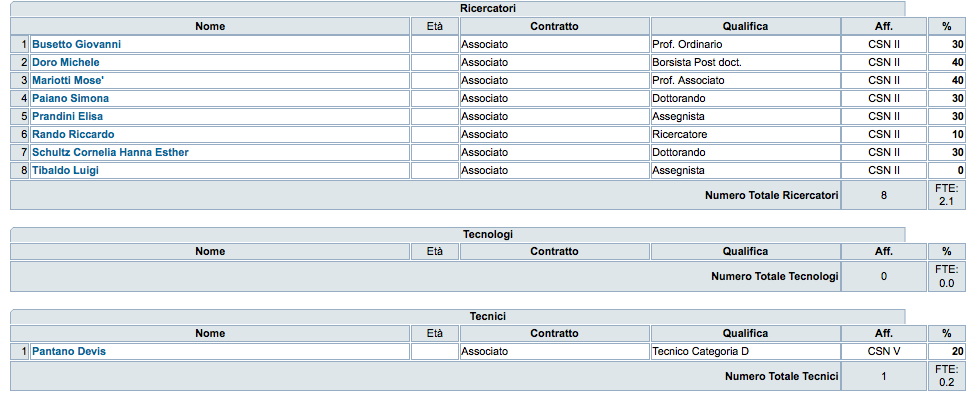 Ricercatori
Nome Età Contratto Qualifica Aff. %
1 Busetto Giovanni Associato Prof. Ordinario CSN II 30
2 Doro Michele Associato Borsista Post doct. CSN II 40
3 Mariotti Mose' Associato Prof. Associato CSN II 40
4 Paiano Simona Associato Dottorando CSN II 30
5 Prandini Elisa Associato Assegnista CSN II 30
6 Rando Riccardo Associato Ricercatore CSN II 10
7 Schultz Cornelia Hanna Esther Associato Dottorando CSN II 30
8 Tibaldo Luigi Associato Assegnista CSN II 0
Numero Totale Ricercatori 8 FTE:
2.1
Tecnologi
Nome Età Contratto Qualifica Aff. %
Numero Totale Tecnologi 0 FTE:
0.0
Tecnici
Nome Età Contratto Qualifica Aff. %
1 Pantano Devis Associato Tecnico Categoria D CSN V 20
Numero Totale Tecnici 1 FTE:
0.2